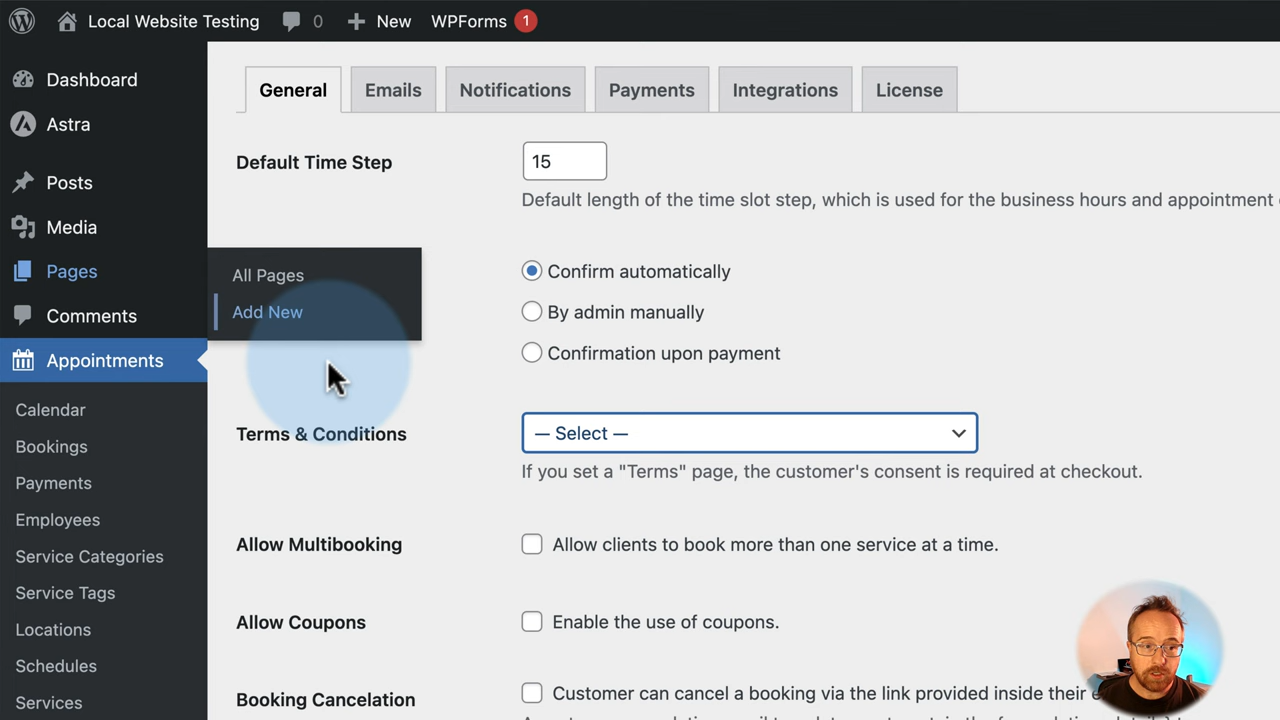 Local Website Testing 0 New WPForms 1
Dashboard
Astra
Posts
Media
Pages
Comments
Appointments
Calendar
Bookings
Payments
Employees
Service Categories
Service Tags
Locations
Schedules
Services
All Pages
Add New
General Emails Notifications Payments Integrations License
Default Time Step 15
Default length of the time slot step, which is used for the business hours and appointment
Confirm automatically
By admin manually
Confirmation upon payment
Terms & Conditions — Select —
If you set a "Terms" page, the customer's consent is required at checkout.
Allow Multibooking Allow clients to book more than one service at a time.
Allow Coupons Enable the use of coupons.
Booking Cancelation Customer can cancel a booking via the link provided inside their